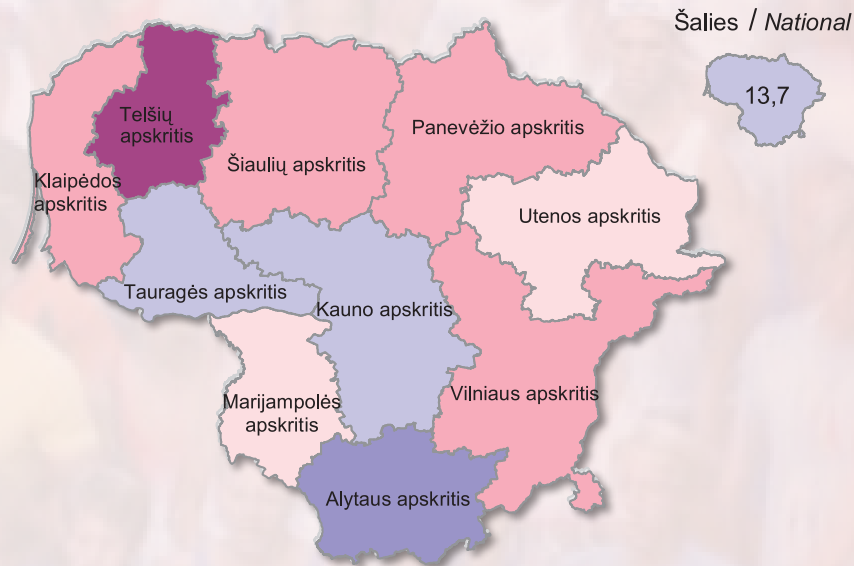 Šalies / National
13,7
Telšių
apskritis
Panevėžio apskritis
Šiaulių apskritis
Klaipėdos
apskritis
Utenos apskritis
Tauragės apskritis
Kauno apskritis
Marijampolės
apskritis
Vilniaus apskritis
Alytaus apskritis